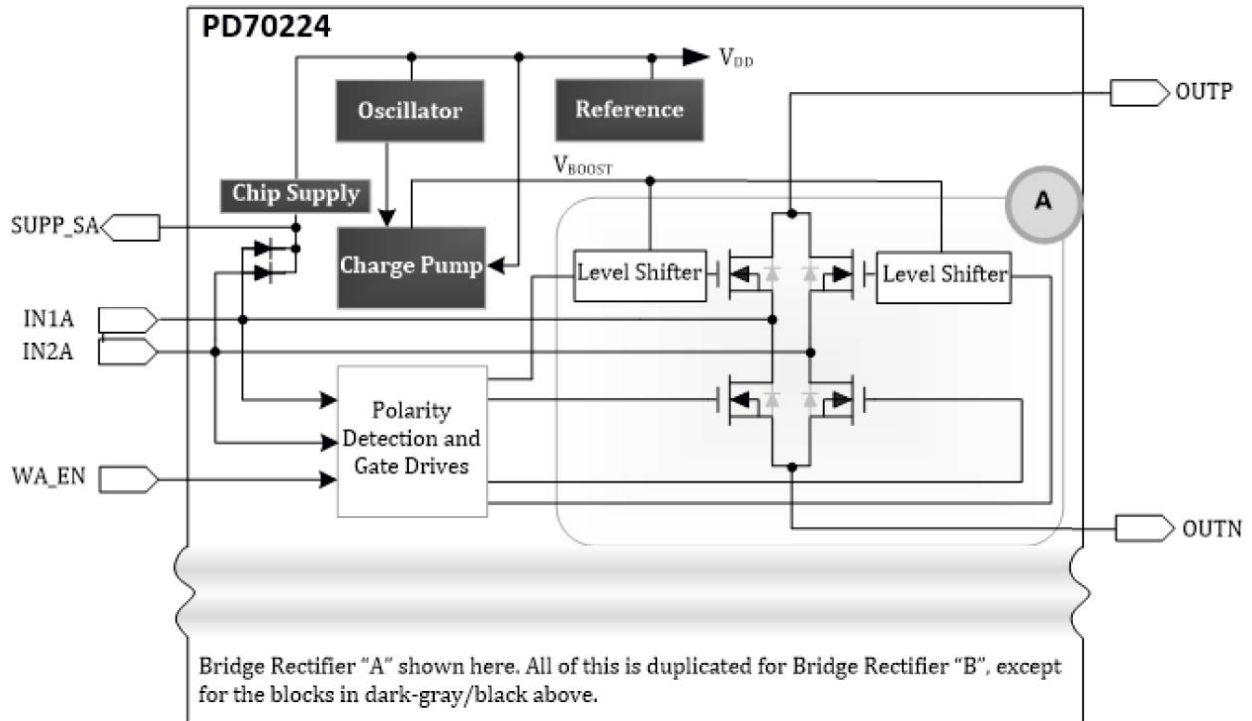 PD70224
V_DD
Oscillator
Reference
OUTP
V_BOOST
Chip Supply
A
SUPP_SA
Charge Pump
Level Shifter
Level Shifter
IN1A
IN2A
Polarity
Detection and
Gate Drives
WA_EN
OUTN
Bridge Rectifier “A” shown here. All of this is duplicated for Bridge Rectifier “B”, except
for the blocks in dark-gray/black above.